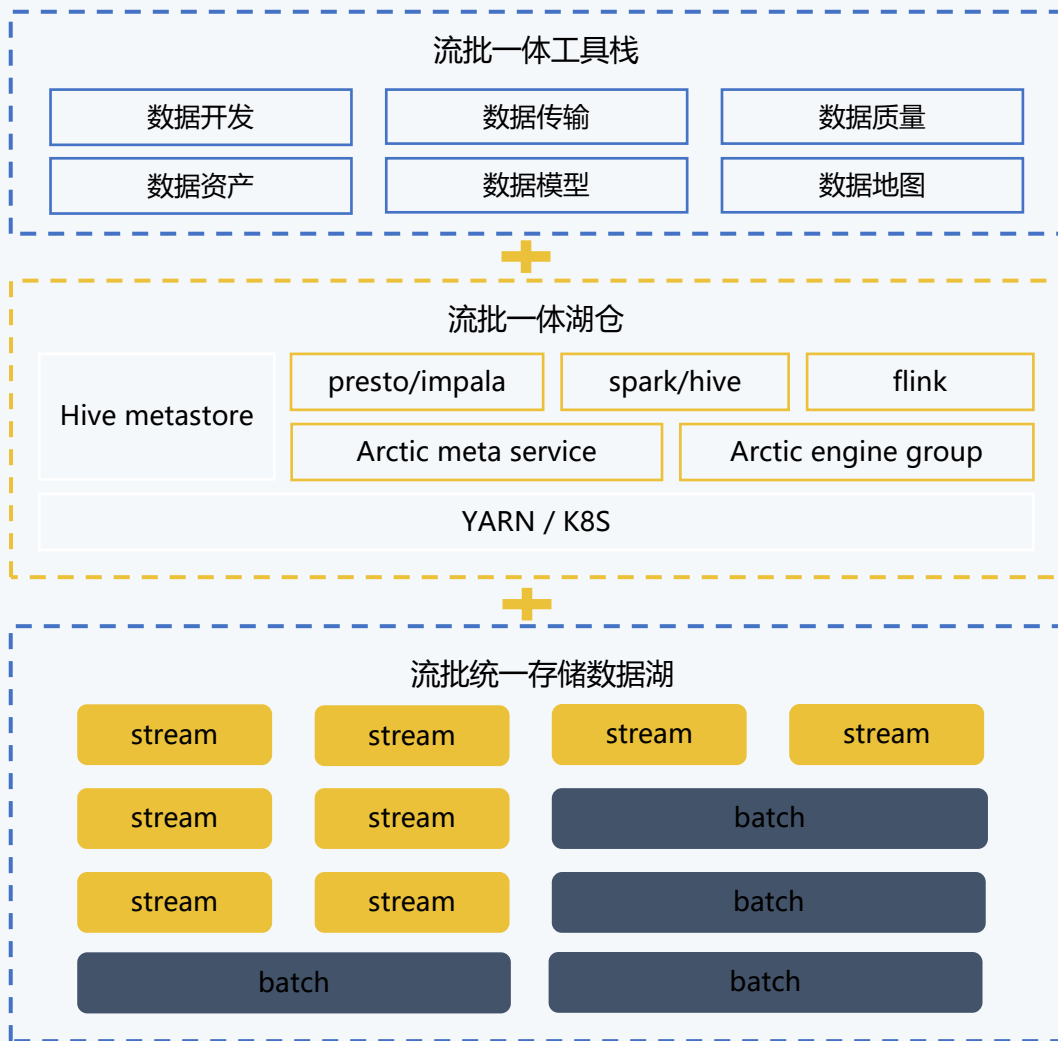 流批一体工具栈
数据开发 数据传输 数据质量
数据资产 数据模型 数据地图
流批一体湖仓
Hive metastore
presto/impala spark/hive flink
Arctic meta service Arctic engine group
YARN / K8S
流批统一存储数据湖
stream stream stream stream
stream stream batch
stream stream batch
batch batch